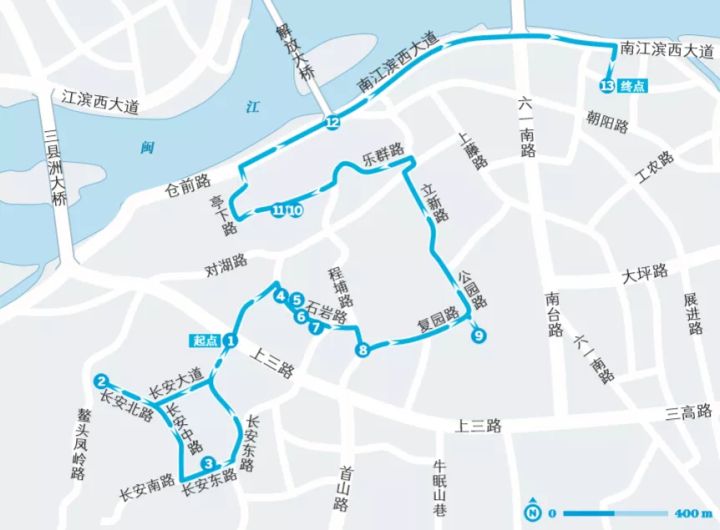 解放大桥
南江滨西大道
南江滨西大道
13
终点
江滨西大道
江
六一南路
三县洲大桥
12
朝阳路
闽
上藤路
乐群路
工农路
仓前路
立新路
亭下路
11
10
对湖路
程埔路
公园路
大坪路
4
5
石岩路
6
7
复园路
南台路
展进路
起点
1
8
9
六一南路
上三路
2
长安大道
长安北路
长安中路
鳌头凤岭路
长安东路
上三路
三高路
3
长安南路
长安东路
首山路
牛眠山巷
N
0
400 m